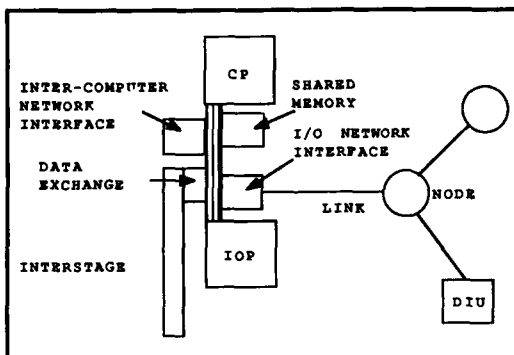 CP
INTER-COMPUTER
NETWORK
INTERFACE
SHARED
MEMORY
I/O NETWORK
INTERFACE
DATA
EXCHANGE
LINK
NODE
INTERSTAGE
IOP
DIU